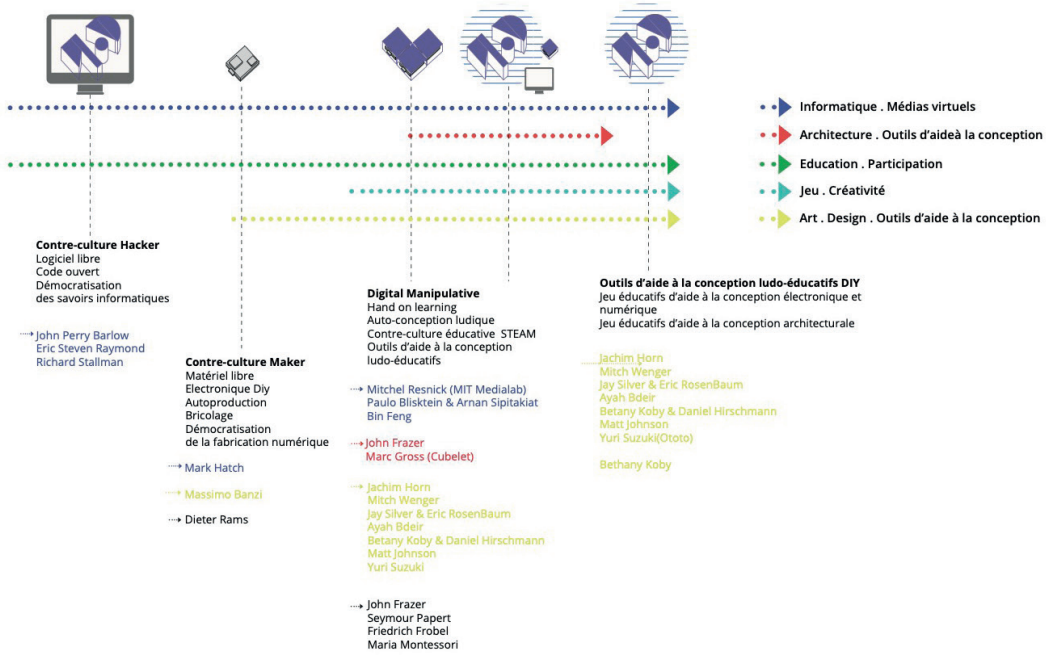 Informatique . Médias virtuels
Architecture . Outils d'aideà la conception
Education . Participation
Jeu . Créativité
Art . Design . Outils d'aide à la conception
Contre-culture Hacker
Logiciel libre
Code ouvert
Démocratisation
des savoirs informatiques
John Perry Barlow
Eric Steven Raymond
Richard Stallman
Contre-culture Maker
Matériel libre
Electronique Diy
Autoproduction
Bricolage
Démocratisation
de la fabrication numérique
Mark Hatch
Massimo Banzi
Dieter Rams
Digital Manipulative
Hand on learning
Auto-conception ludique
Contre-culture éducative STEAM
Outils d'aide à la conception
ludo-éducatifs
Mitchel Resnick (MIT Medialab)
Paulo Blisktein & Arnan Sipitakiat
Bin Feng
John Frazer
Marc Gross (Cubelet)
Jachim Horn
Mitch Wenger
Jay Silver & Eric RosenBaum
Ayah Bdeir
Betany Koby & Daniel Hirschmann
Matt Johnson
Yuri Suzuki
John Frazer
Seymour Papert
Friedrich Frobel
Maria Montessori
Outils d'aide à la conception ludo-éducatifs DIY
Jeu éducatifs d'aide à la conception électronique et
numérique
Jeu éducatifs d'aide à la conception architecturale
Jachim Horn
Mitch Wenger
Jay Silver & Eric RosenBaum
Ayah Bdeir
Betany Koby & Daniel Hirschmann
Matt Johnson
Yuri Suzuki(Ototo)
Bethany Koby